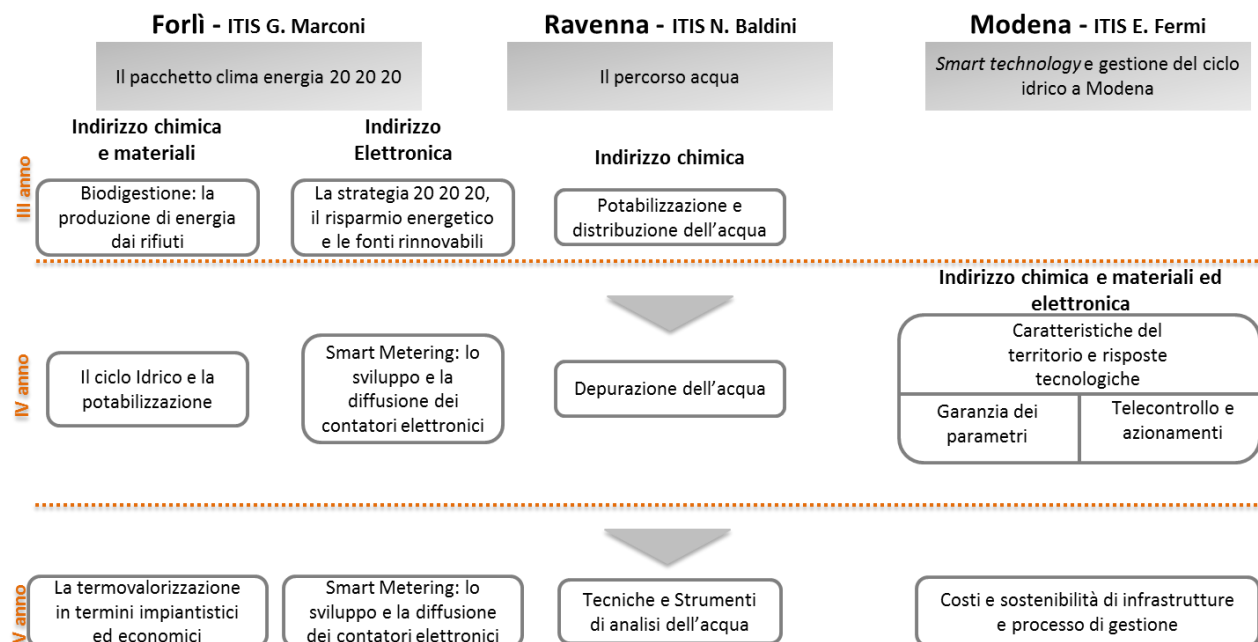 Forlì - ITIS G. Marconi
Ravenna - ITIS N. Baldini
Modena - ITIS E. Fermi
Il pacchetto clima energia 20 20 20
Il percorso acqua
Smart technology e gestione del ciclo
idrico a Modena
Indirizzo chimica
e materiali
Indirizzo
Elettronica
Indirizzo chimica
III anno
Biodigestione: la
produzione di energia
dai rifiuti
La strategia 20 20 20,
il risparmio energetico
e le fonti rinnovabili
Potabilizzazione e
distribuzione dell'acqua
Indirizzo chimica e materiali ed
elettronica
IV anno
Il ciclo Idrico e la
potabilizzazione
Smart Metering: lo
sviluppo e la
diffusione dei
contatori elettronici
Depurazione dell'acqua
Caratteristiche del
territorio e risposte
tecnologiche
Garanzia dei
parametri
Telecontrollo e
azionamenti
V anno
La termovalorizzazione
in termini impiantistici
ed economici
Smart Metering: lo
sviluppo e la diffusione
dei contatori elettronici
Tecniche e Strumenti
di analisi dell'acqua
Costi e sostenibilità di infrastrutture
e processo di gestione